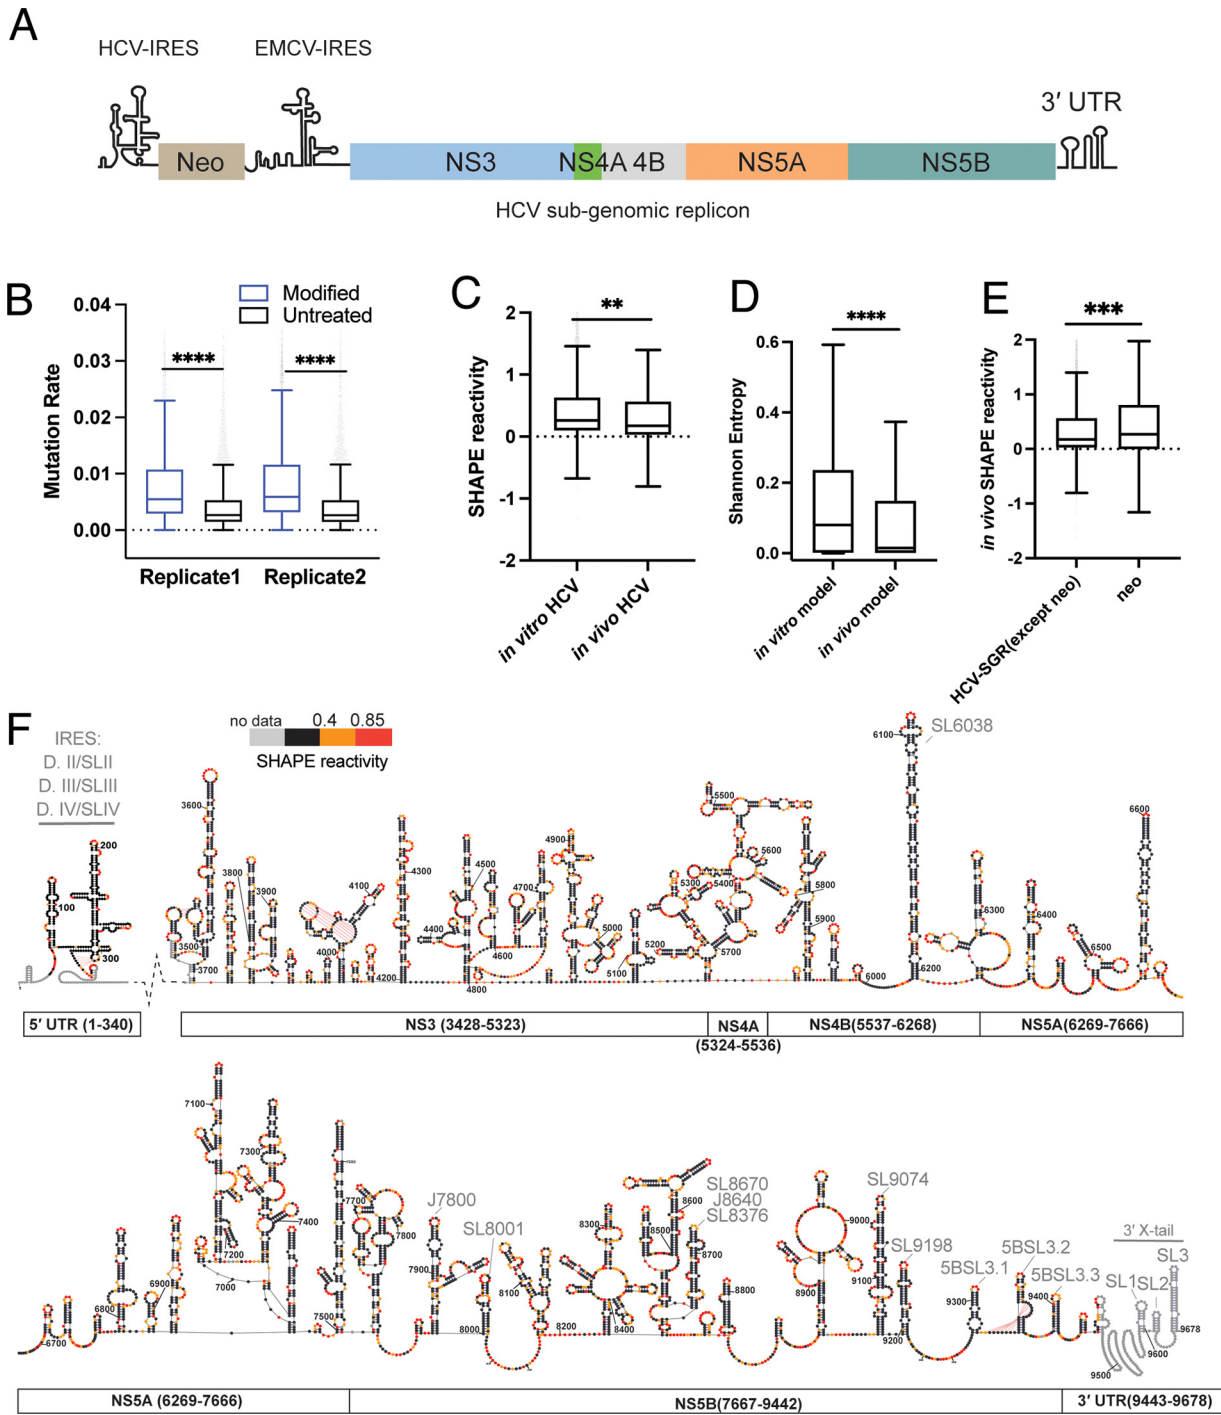 A
HCV-IRES
EMCV-IRES
3′ UTR
Neo
NS3
NS4A 4B
NS5A
NS5B
HCV sub-genomic replicon
B
Modified
Untreated
Mutation Rate
0.04
0.03
0.02
0.01
0.00
****
****
Replicate1
Replicate2
C
SHAPE reactivity
2
1
0
-1
-2
**
in vitro HCV
in vivo HCV
D
Shannon Entropy
0.6
0.4
0.2
0.0
****
in vitro model
in vivo model
E
in vivo SHAPE reactivity
2
1
0
-1
-2
***
HCV-SGR(except neo)
neo
F
no data
0.4
0.85
SHAPE reactivity
IRES:
D. II/SLII
D. III/SLIII
D. IV/SLIV
100
200
300
3500
3600
3700
3800
3900
4000
4100
4200
4300
4400
4500
4600
4700
4800
4900
5000
5100
5200
5300
5400
5500
5600
5700
5800
5900
6000
6100
SL6038
6200
6300
6400
6500
6600
5′ UTR (1-340)
NS3 (3428-5323)
NS4A
(5324-5536)
NS4B(5537-6268)
NS5A(6269-7666)
6700
6800
6900
7000
7100
7200
7300
7400
7500
7700
7800
J7800
7900
SL8001
8000
8100
8200
8300
8400
8500
8600
SL8670
J8640
SL8376
8700
8800
8900
9000
SL9074
9100
SL9198
9200
9300
5BSL3.1
5BSL3.2
5BSL3.3
9400
3′ X-tail
SL1
SL2
SL3
9500
9600
9678
NS5A (6269-7666)
NS5B(7667-9442)
3′ UTR(9443-9678)